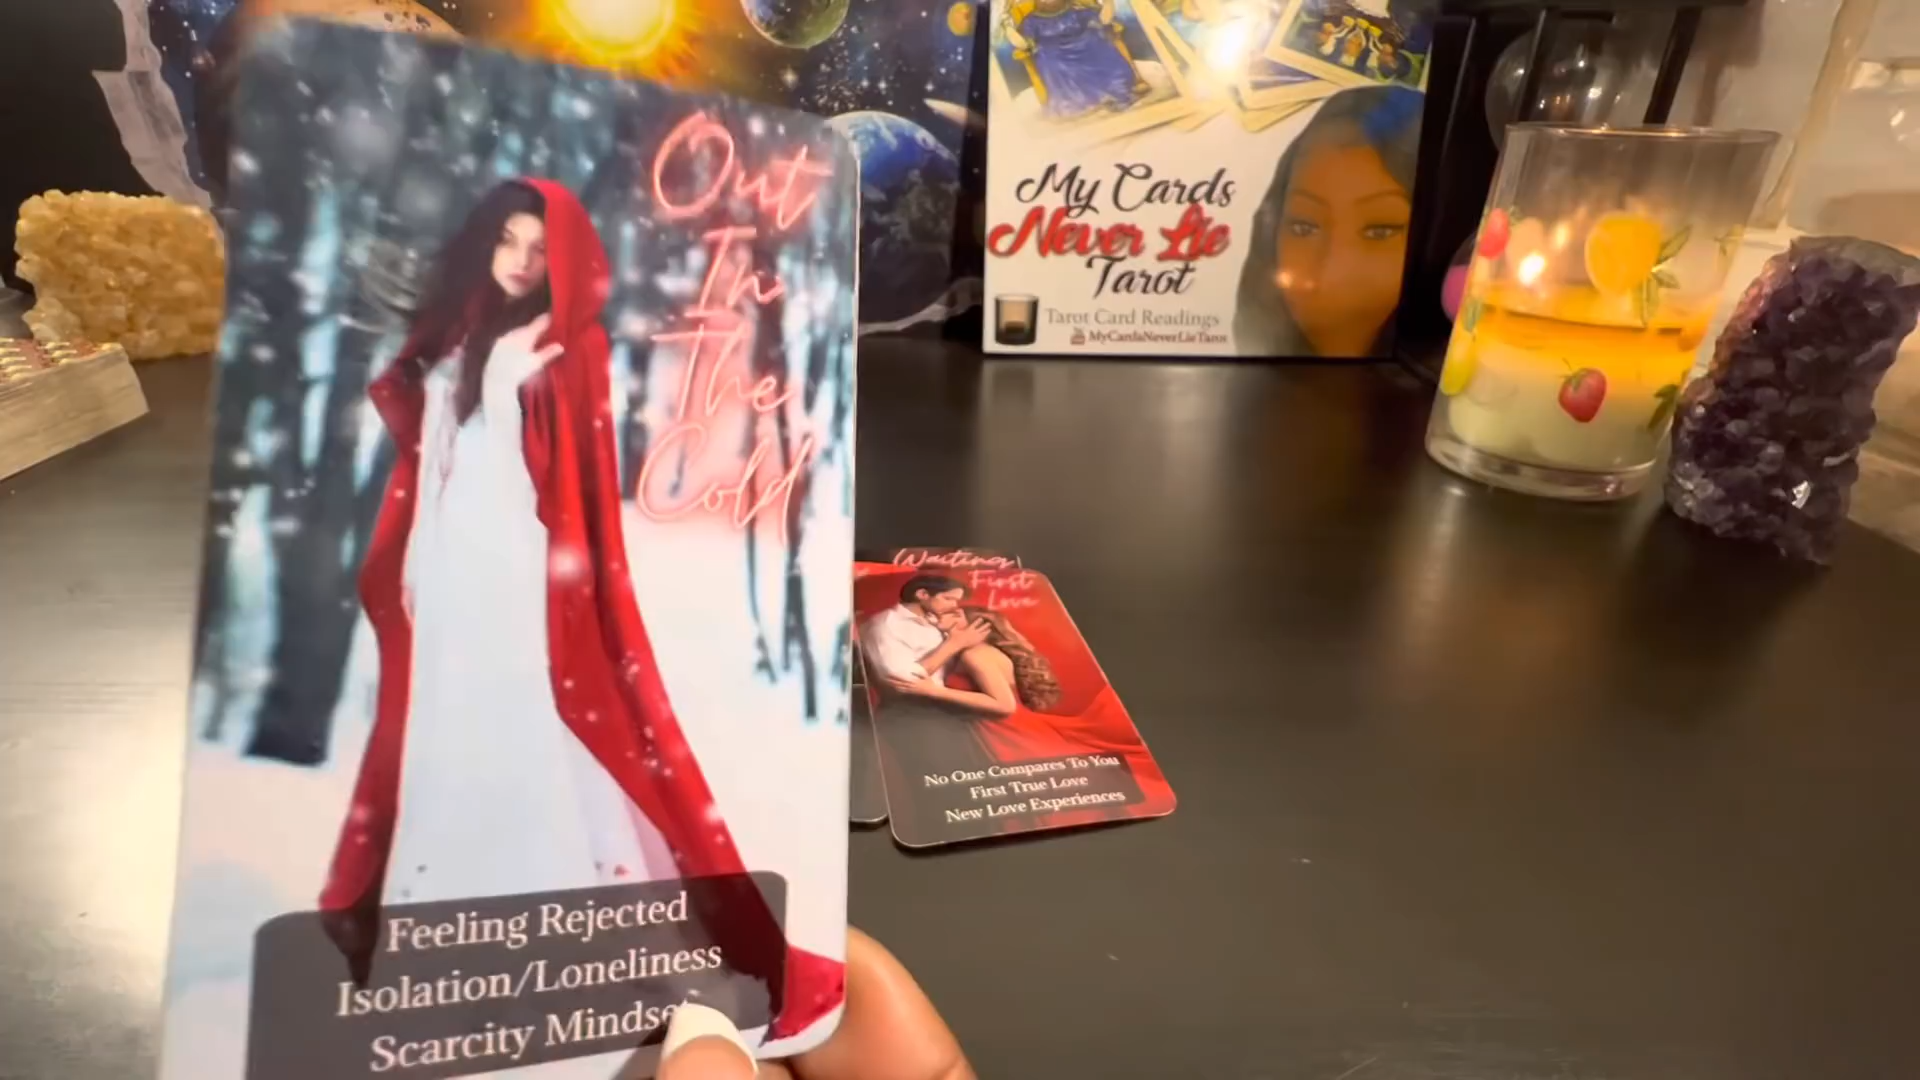 Out
In
The
Cold
Feeling Rejected
Isolation/Loneliness
Scarcity Mindset
My Cards
Never Lie
Tarot
Tarot Card Readings
MyCardsNeverLieTarot
Waiting
First
Love
No One Compares To You
First True Love
New Love Experiences